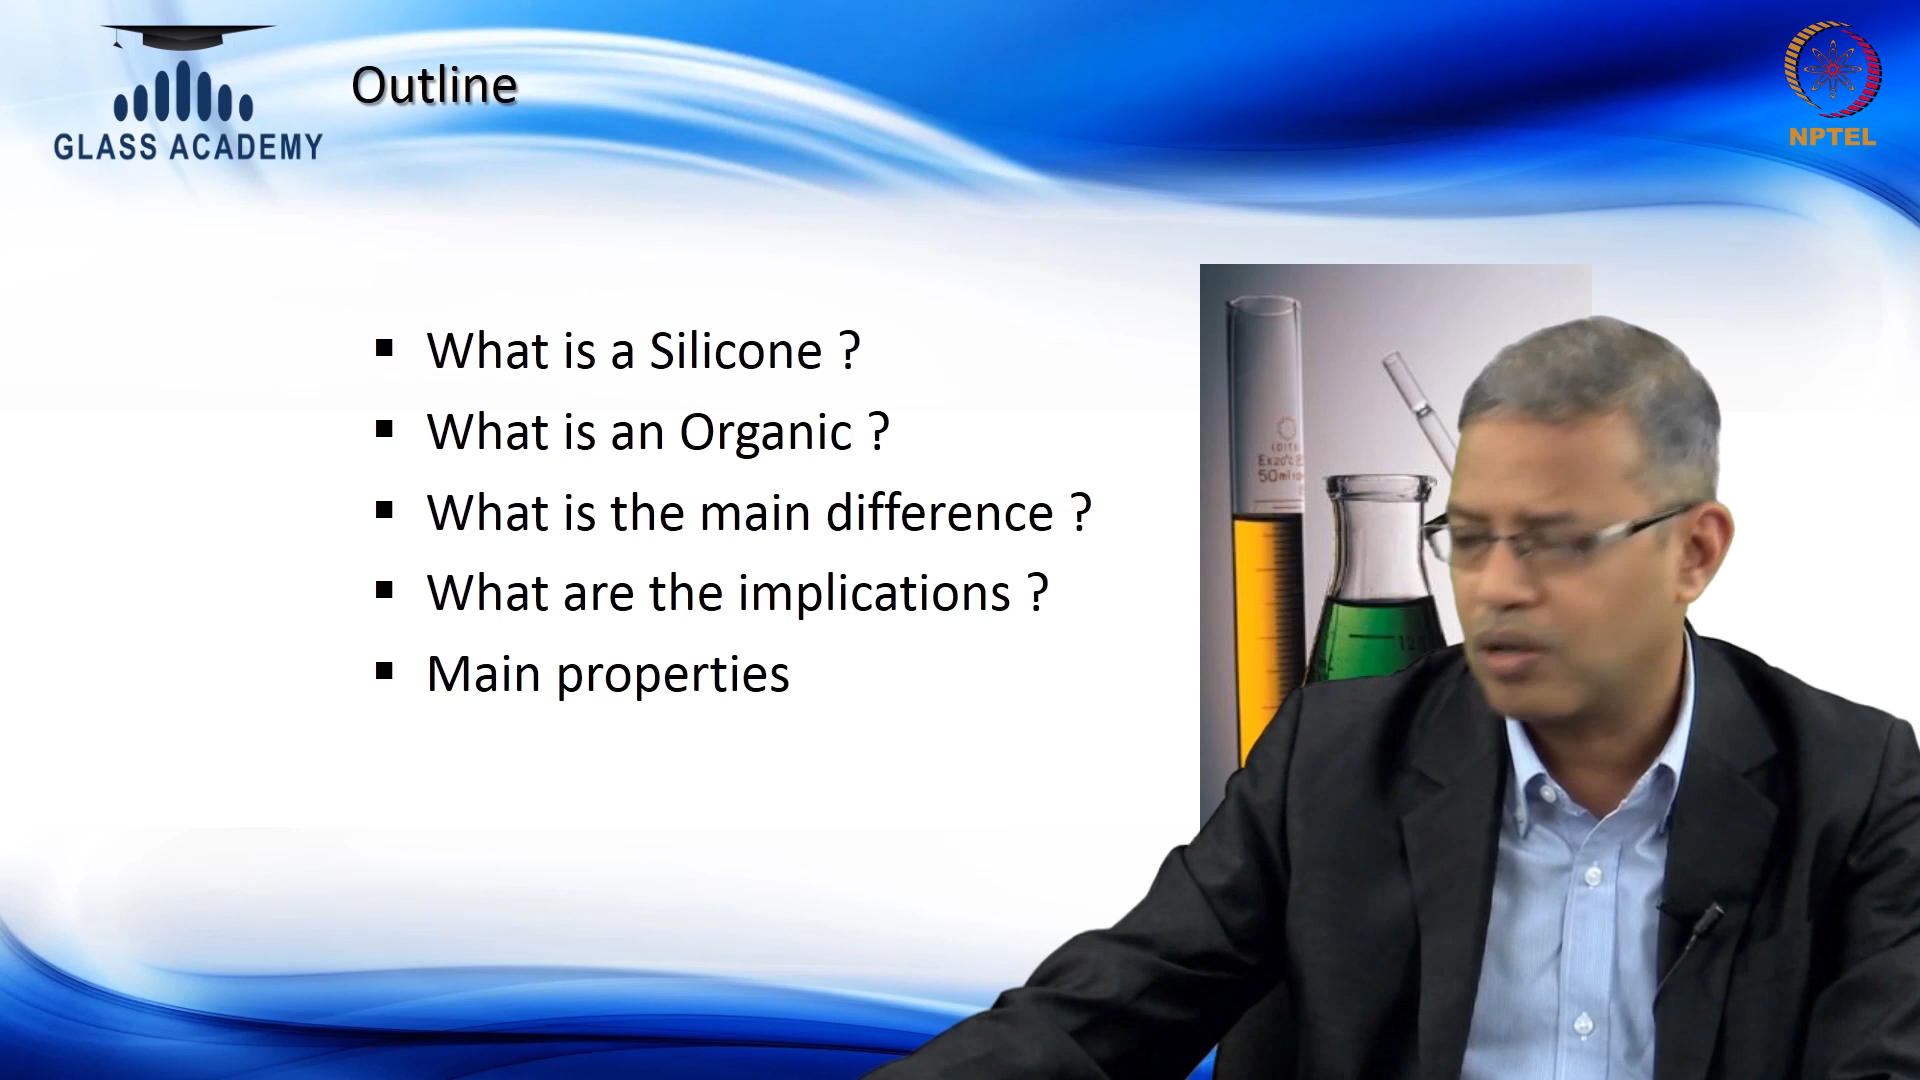 GLASS ACADEMY
Outline
NPTEL
▪ What is a Silicone ?
▪ What is an Organic ?
▪ What is the main difference ?
▪ What are the implications ?
▪ Main properties
Ex20°C
50ml